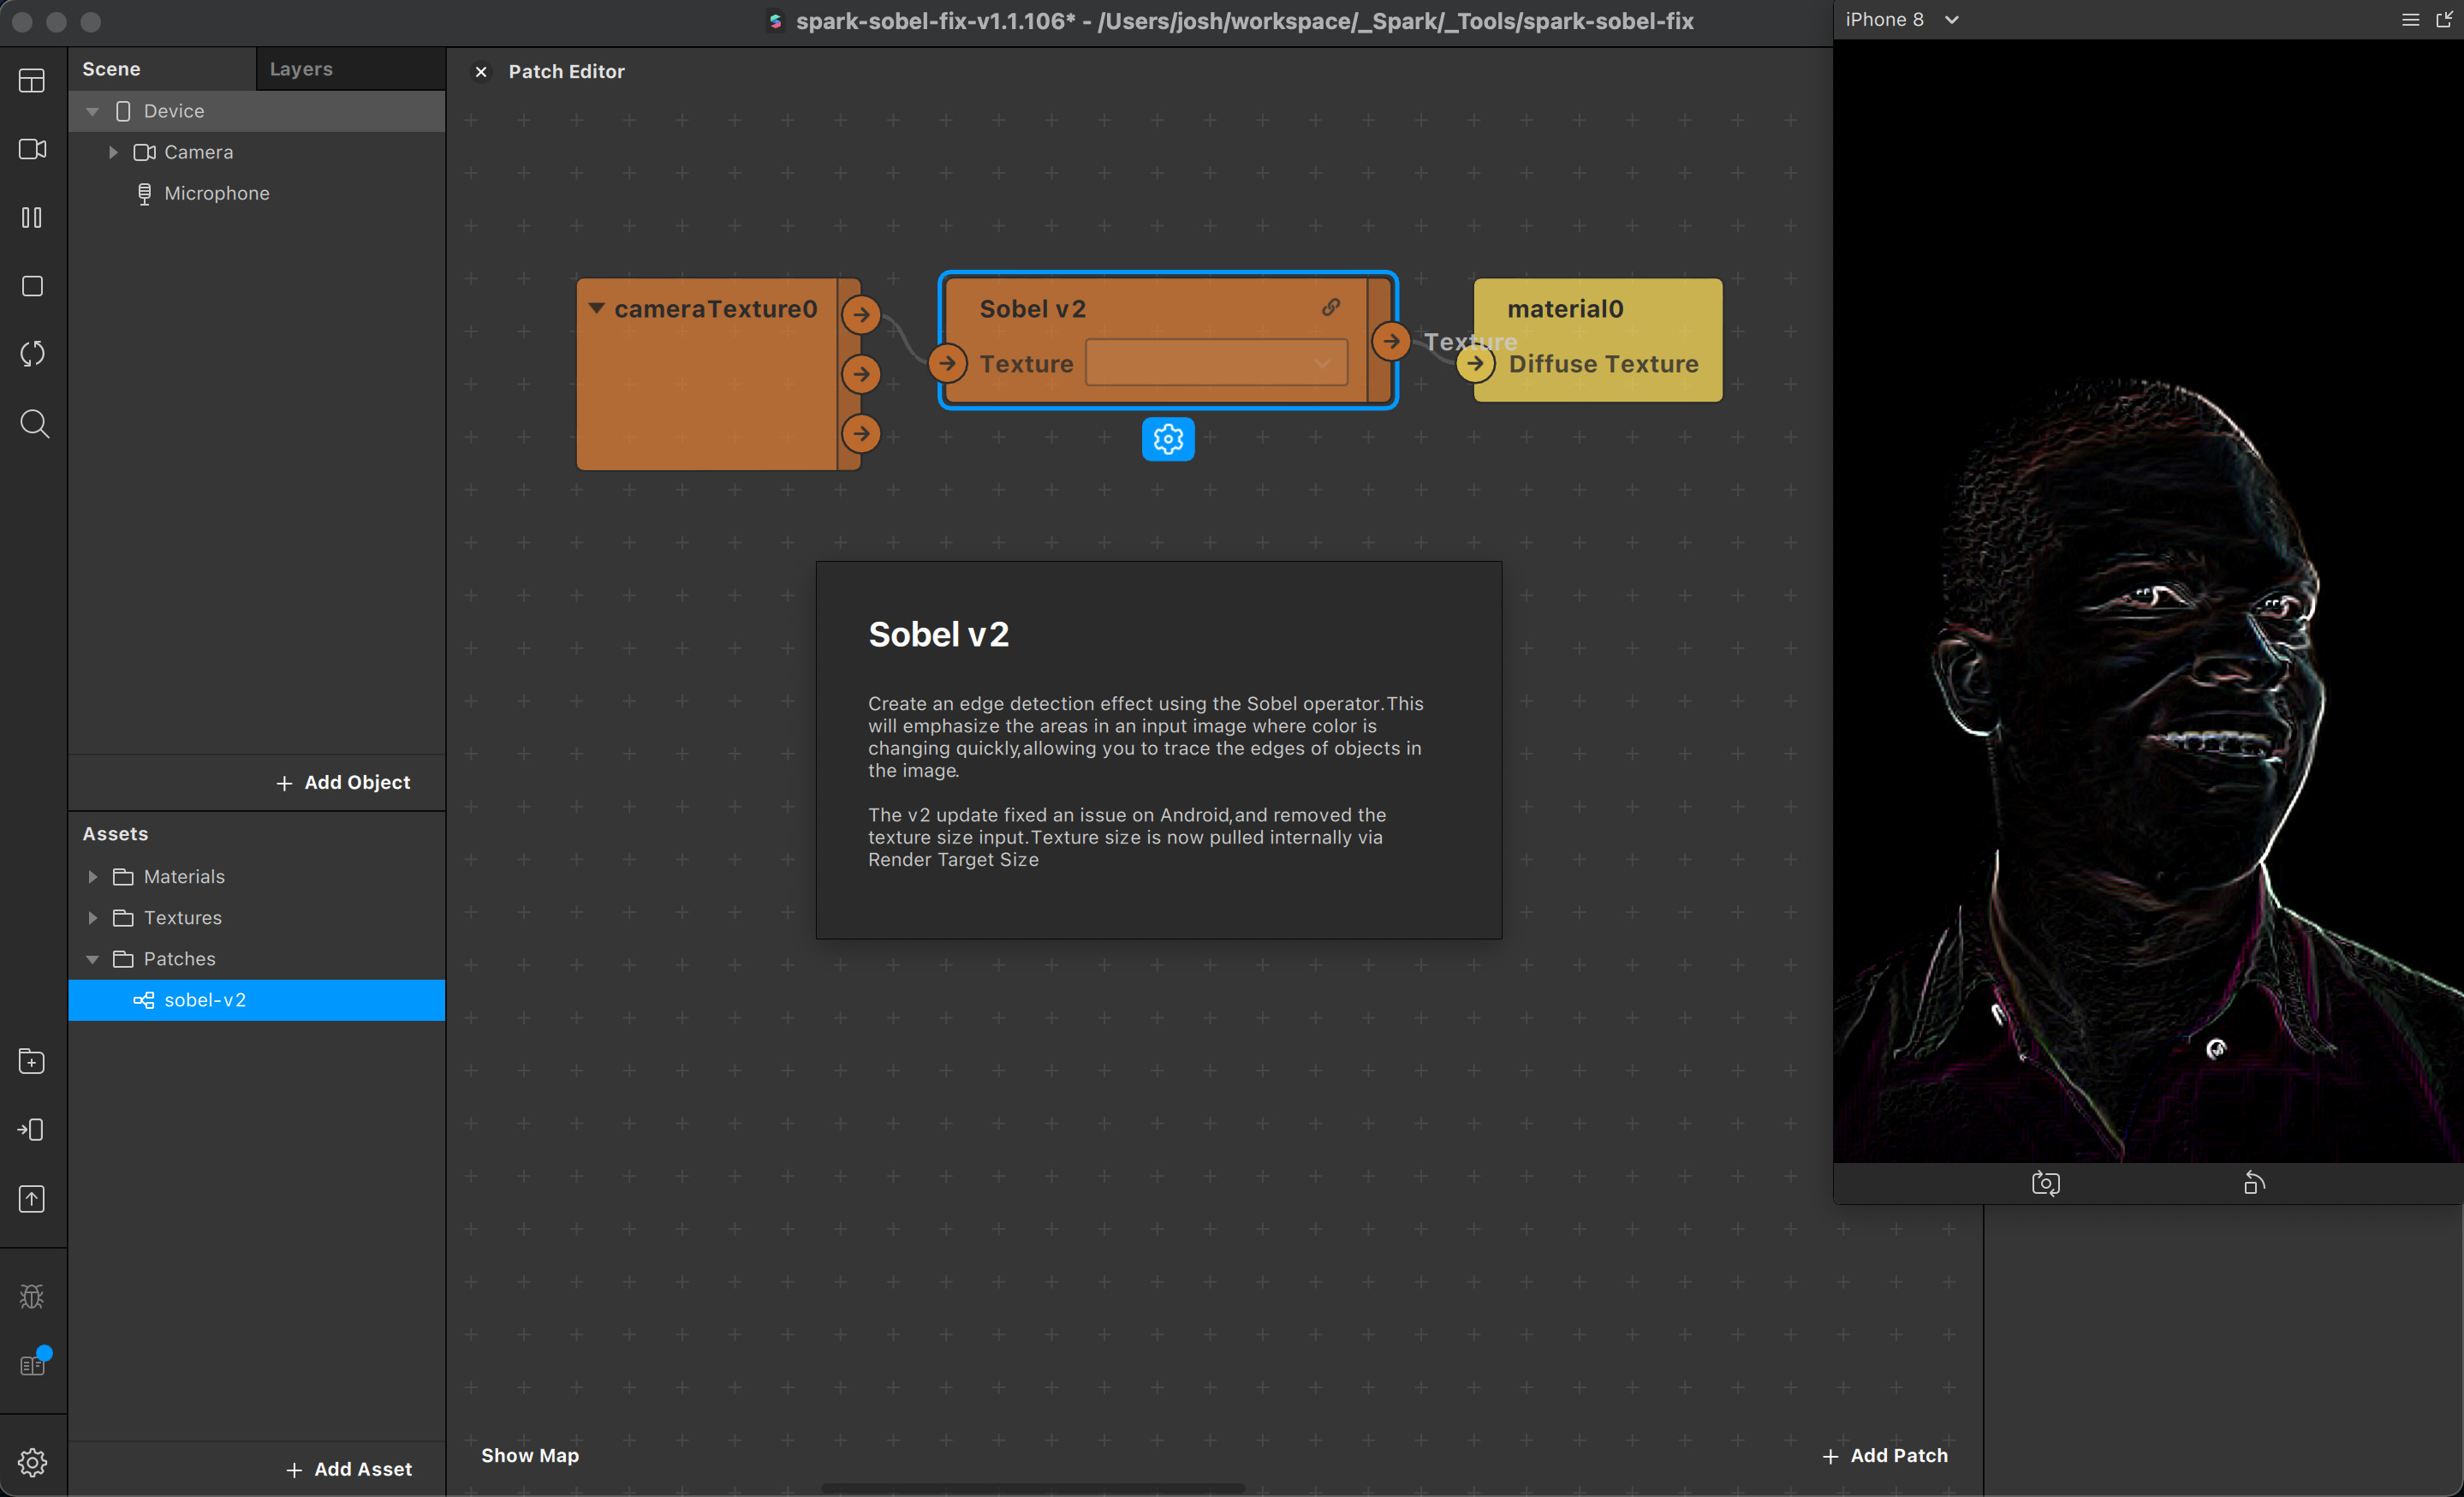 spark-sobel-fix-v1.1.106* - /Users/josh/workspace/_Spark/_Tools/spark-sobel-fix
iPhone 8
Scene
Layers
Device
Camera
Microphone
Add Object
Assets
Materials
Textures
Patches
sobel-v2
Add Asset
Patch Editor
cameraTexture0
Sobel v2
Texture
Texture
material0
Diffuse Texture
Sobel v2
Create an edge detection effect using the Sobel operator.This
will emphasize the areas in an input image where color is
changing quickly,allowing you to trace the edges of objects in
the image.
The v2 update fixed an issue on Android,and removed the
texture size input.Texture size is now pulled internally via
Render Target Size
Show Map
Add Patch